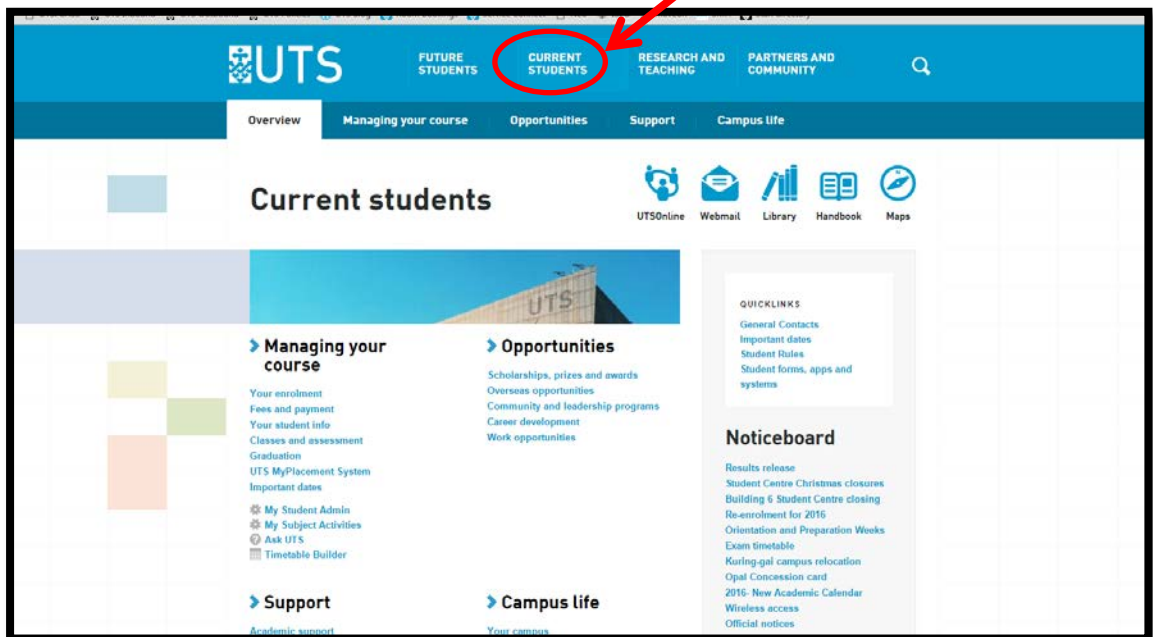 UTS
FUTURE
STUDENTS
CURRENT
STUDENTS
RESEARCH AND
TEACHING
PARTNERS AND
COMMUNITY
Overview
Managing your course
Opportunities
Support
Campus life
Current students
UTSOnline
Webmail
Library
Handbook
Maps
UTS
Managing your
course
Your enrolment
Fees and payment
Your student info
Classes and assessment
Graduation
UTS MyPlacement System
Important dates
My Student Admin
My Subject Activities
Ask UTS
Timetable Builder
Opportunities
Scholarships, prizes and awards
Overseas opportunities
Community and leadership programs
Career development
Work opportunities
Support
Academic support
Campus life
Your campus
QUICKLINKS
General Contacts
Important dates
Student Rules
Student forms, apps and
systems
Noticeboard
Results release
Student Centre Christmas closures
Building 6 Student Centre closing
Re-enrolment for 2016
Orientation and Preparation Weeks
Exam timetable
Kuring-gai campus relocation
Opal Concession card
2016- New Academic Calendar
Wireless access
Official notices